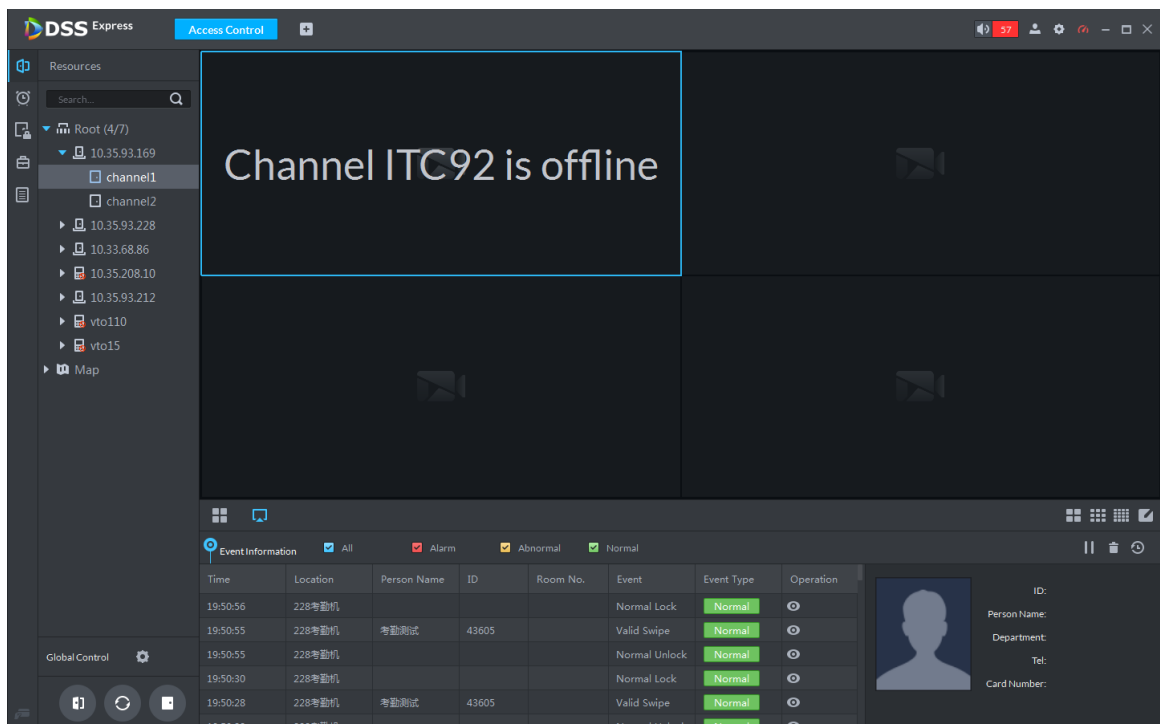 DSS Express
Access Control
57
Resources
Search...
Root (4/7)
10.35.93.169
channel1
channel2
10.35.93.228
10.33.68.86
10.35.208.10
10.35.93.212
vto110
vto15
Map
Global Control
Channel ITC92 is offline
Event Information All Alarm Abnormal Normal
Time Location Person Name ID Room No. Event Event Type Operation
19:50:56 228考勤机 Normal Lock Normal
19:50:55 228考勤机 考勤测试 43605 Valid Swipe Normal
19:50:55 228考勤机 Normal Unlock Normal
19:50:30 228考勤机 Normal Lock Normal
19:50:28 228考勤机 考勤测试 43605 Valid Swipe Normal
ID:
Person Name:
Department:
Tel:
Card Number: